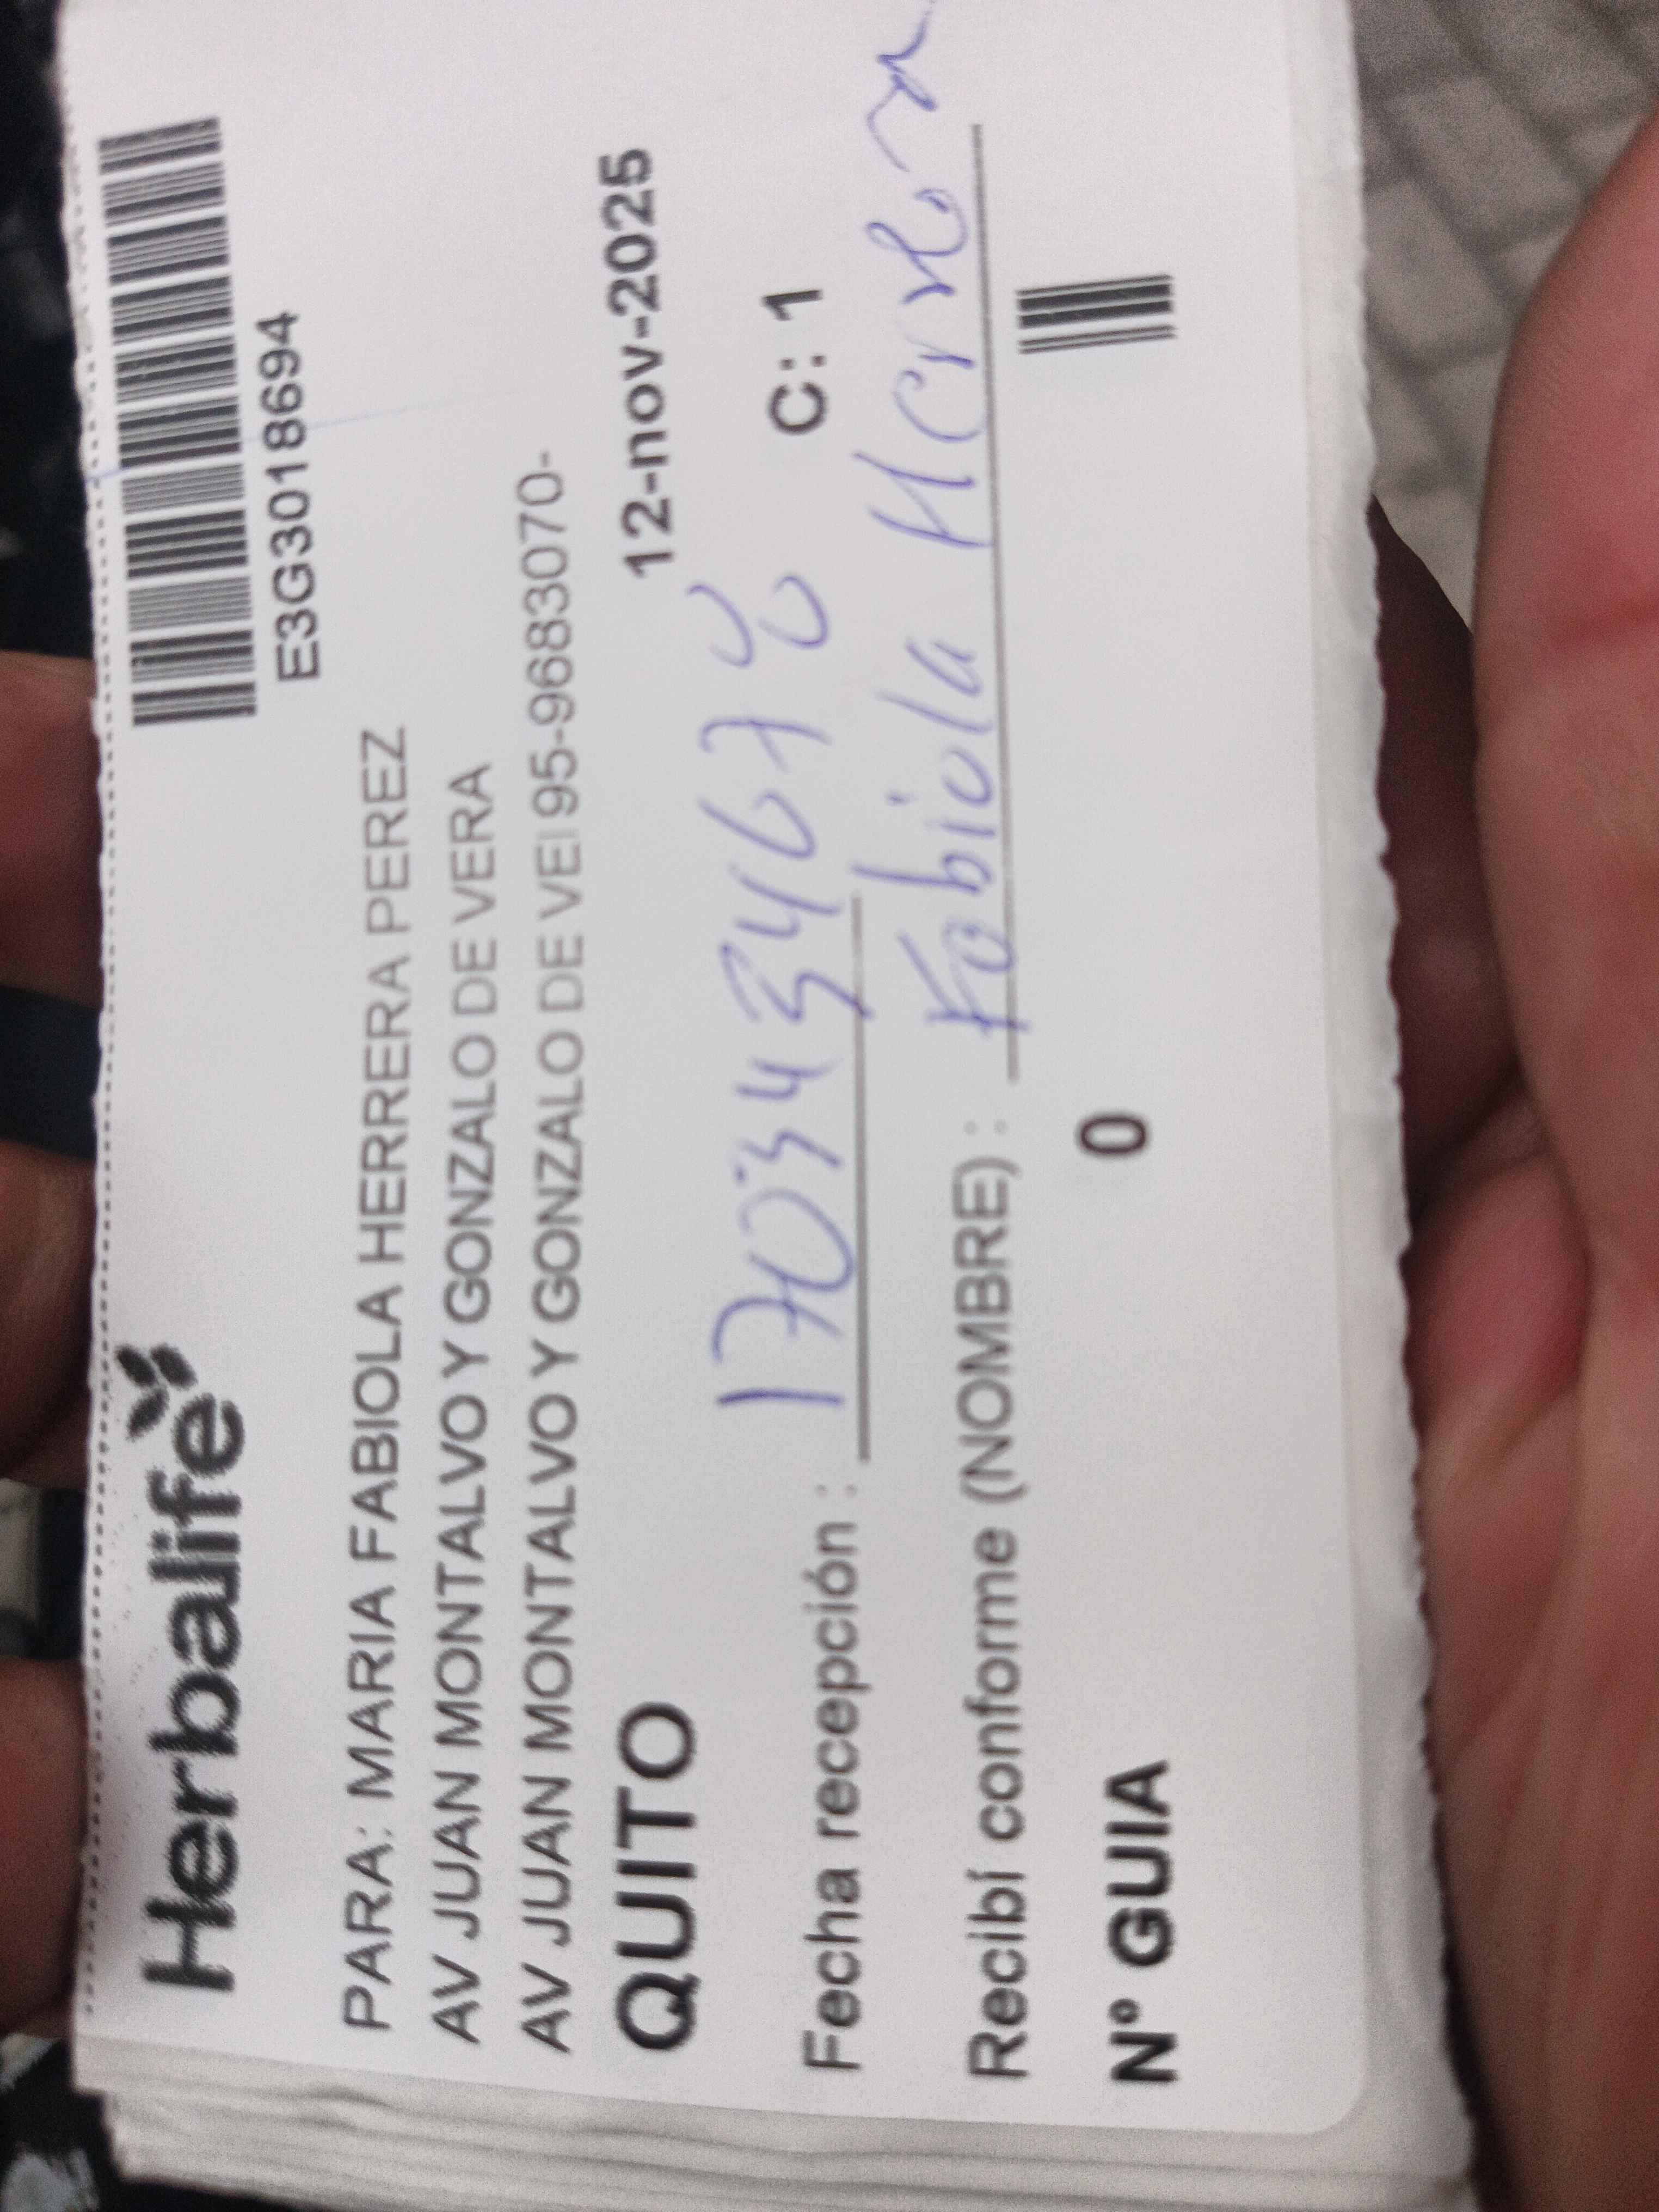 Herbalife
E3G3018694
PARA: MARIA FABIOLA HERRERA PEREZ
AV JUAN MONTALVO Y GONZALO DE VERA
AV JUAN MONTALVO Y GONZALO DE VEI 95-9683070-
QUITO 12-nov-2025
C: 1
Fecha recepción :
Recibí conforme (NOMBRE) : Fabiola Herrera
N° GUIA 0